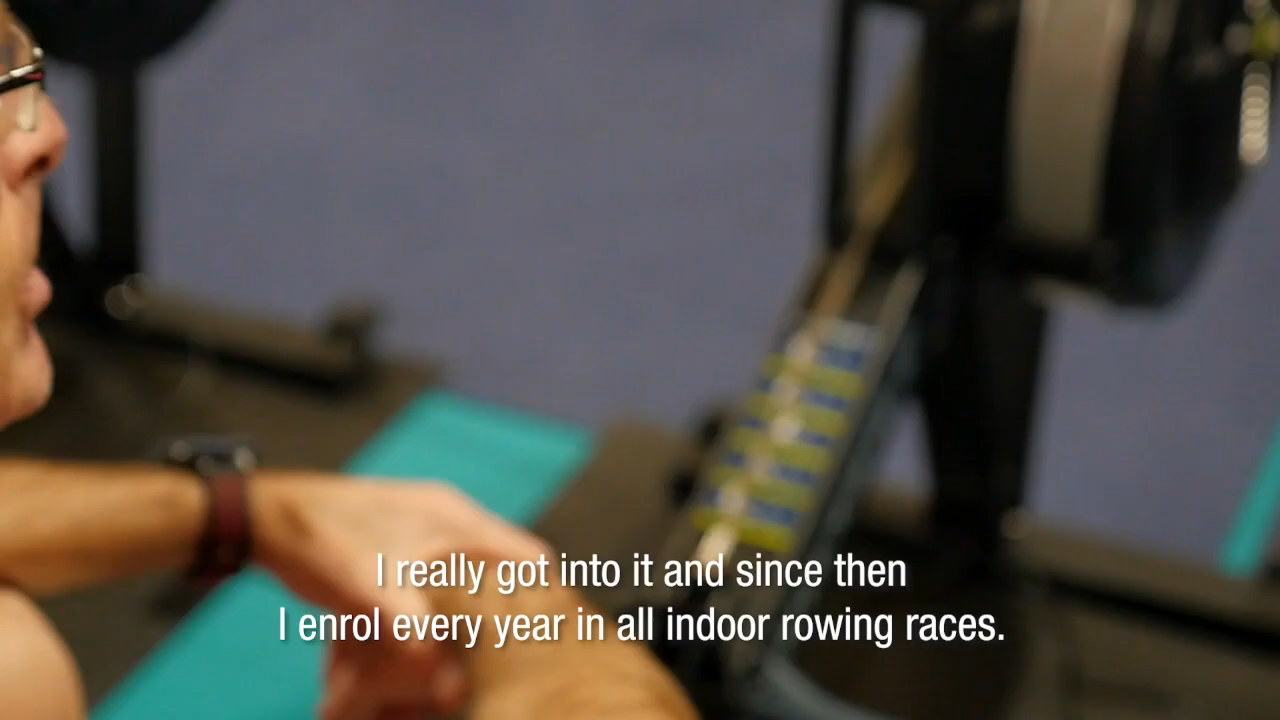 I really got into it and since then
I enrol every year in all indoor rowing races.